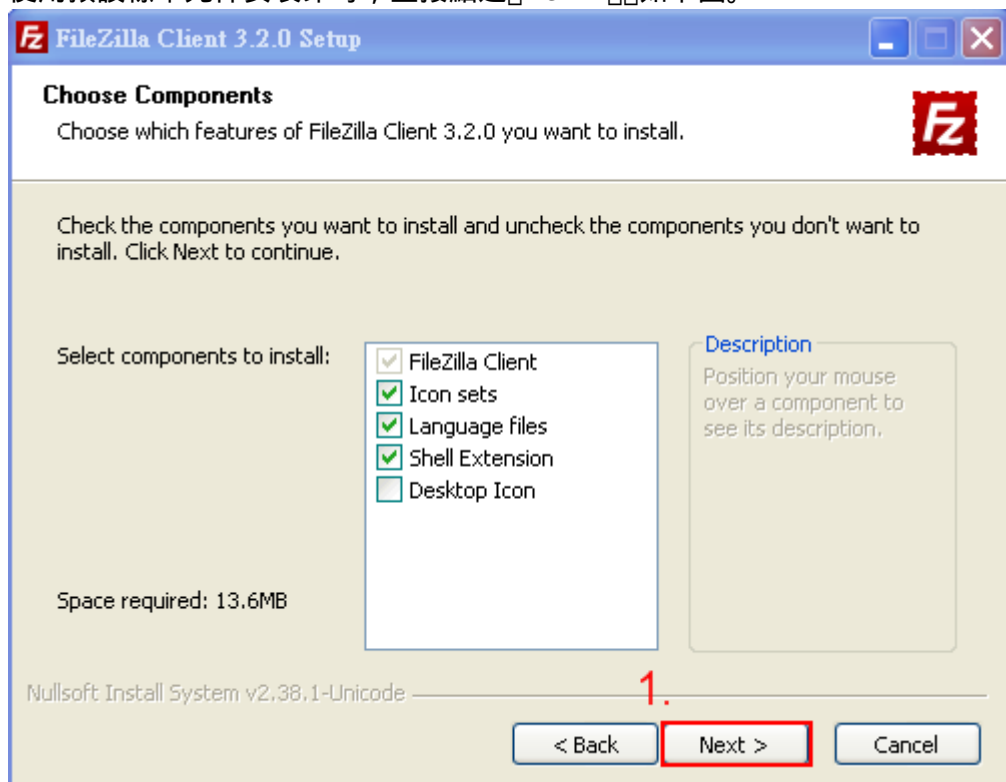 FileZilla Client 3.2.0 Setup
Choose Components
Choose which features of FileZilla Client 3.2.0 you want to install.
Fz
Check the components you want to install and uncheck the components you don't want to
install. Click Next to continue.
Select components to install:
FileZilla Client
Icon sets
Language files
Shell Extension
Desktop Icon
Description
Position your mouse
over a component to
see its description.
Space required: 13.6MB
Nullsoft Install System v2.38.1-Unicode
1.
< Back
Next >
Cancel